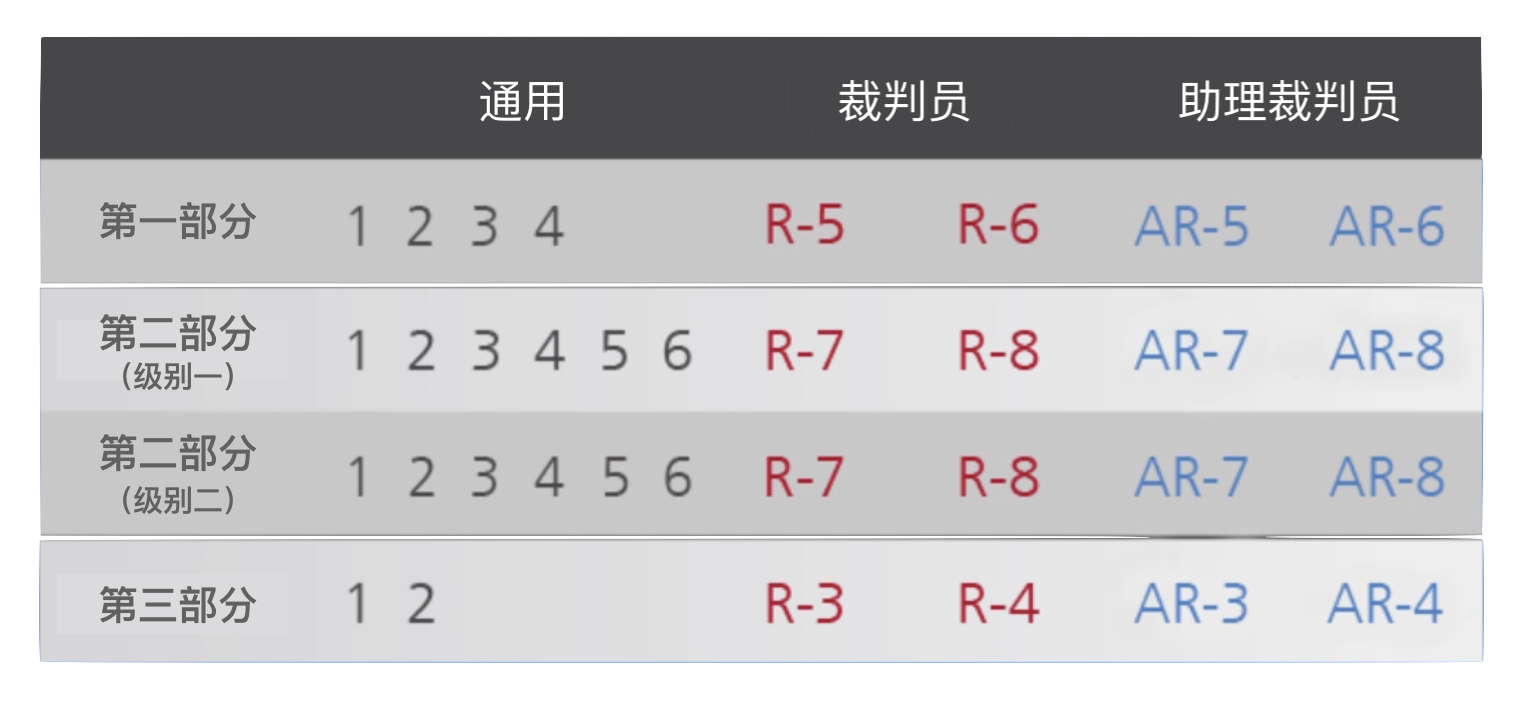 通用 裁判员 助理裁判员
第一部分 1 2 3 4 R-5 R-6 AR-5 AR-6
第二部分 1 2 3 4 5 6 R-7 R-8 AR-7 AR-8
(级别一)
第二部分 1 2 3 4 5 6 R-7 R-8 AR-7 AR-8
(级别二)
第三部分 1 2 R-3 R-4 AR-3 AR-4